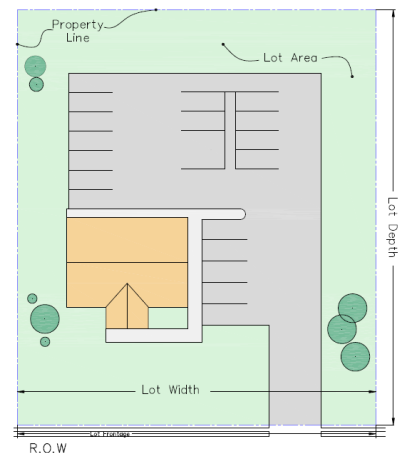 Property
Line
Lot Area
Lot Depth
Lot Width
Lot Frontage
R.O.W